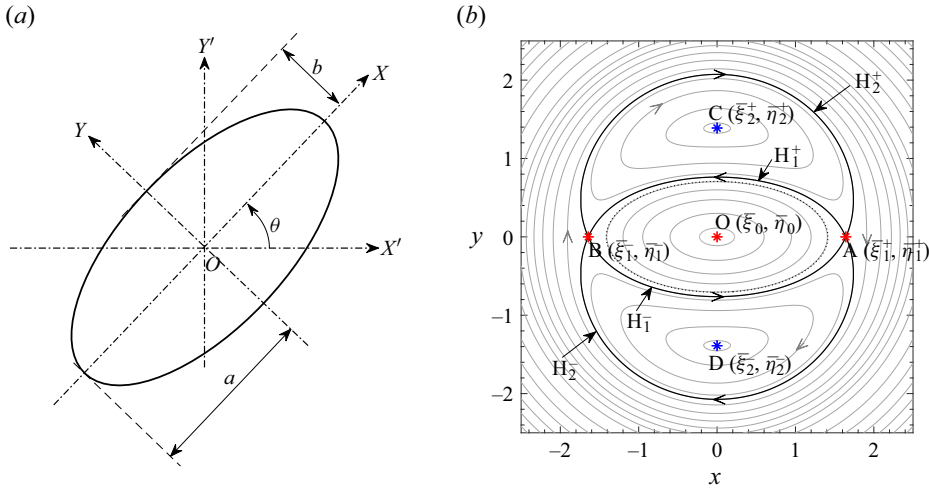 (a)
(b)
Y′
b
X
Y
θ
X′
O
a
2
1
0
−1
−2
y
−2
−1
0
1
2
x
H₂⁺
C (ξ̄₂⁺, η̄₂⁺)
H₁⁺
O (ξ̄₀, η̄₀)
B (ξ̄₁⁻, η̄₁⁻)
A (ξ̄₁⁺, η̄₁⁺)
H₁⁻
D (ξ̄₂⁻, η̄₂⁻)
H₂⁻